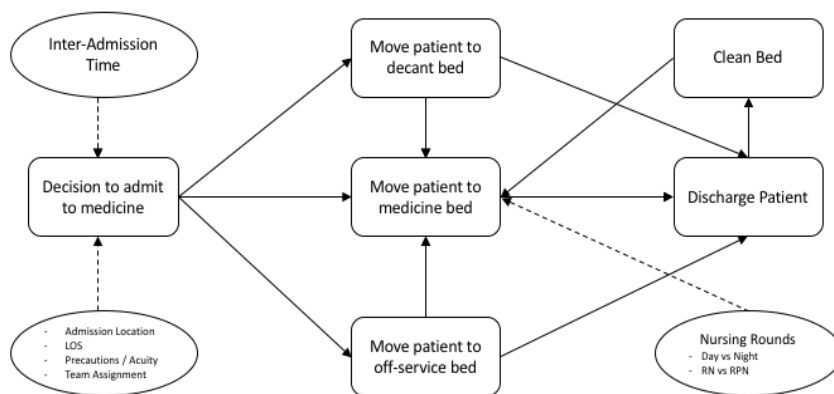 Inter-Admission
Time
Move patient to
decant bed
Clean Bed
Decision to admit
to medicine
Move patient to
medicine bed
Discharge Patient
- Admission Location
- LOS
- Precautions / Acuity
- Team Assignment
Move patient to
off-service bed
Nursing Rounds
- Day vs Night
- RN vs RPN